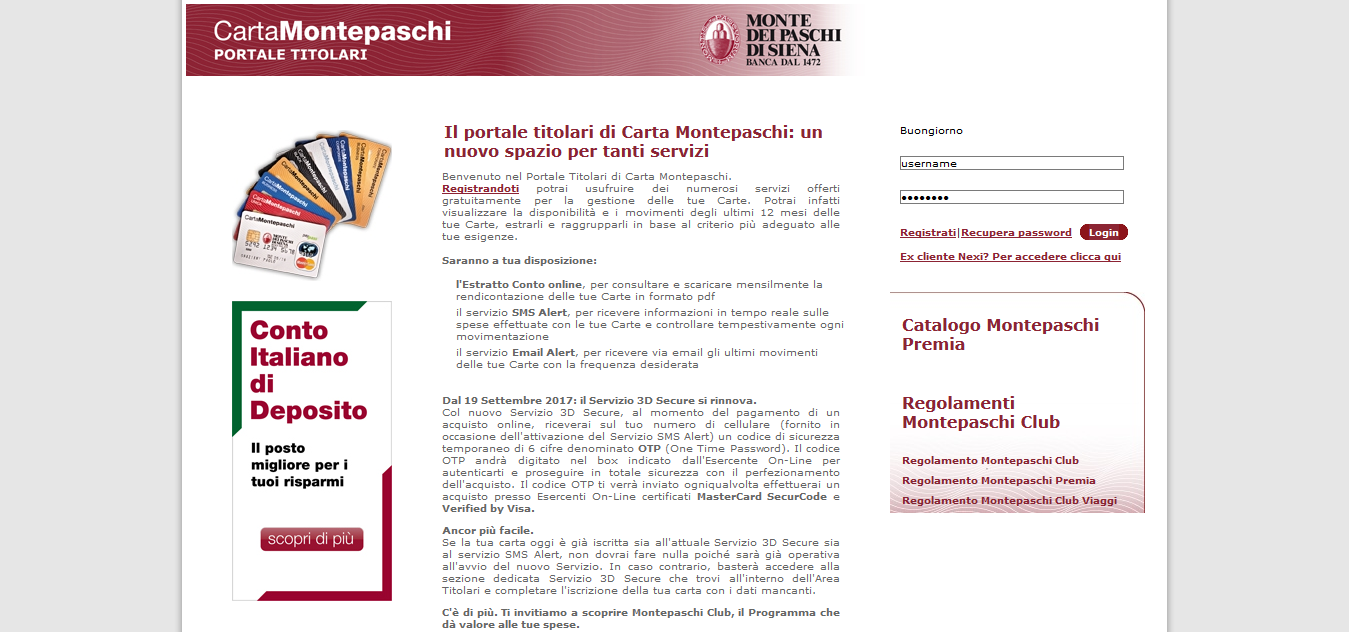 CartaMontepaschi
PORTALE TITOLARI
MONTE
DEI PASCHI
DI SIENA
BANCA DAL 1472
Il portale titolari di Carta Montepaschi: un
nuovo spazio per tanti servizi
Benvenuto nel Portale Titolari di Carta Montepaschi.
Registrandoti potrai usufruire dei numerosi servizi offerti
gratuitamente per la gestione delle tue Carte. Potrai infatti
visualizzare la disponibilità e i movimenti degli ultimi 12 mesi delle
tue Carte, estrarli e raggrupparli in base al criterio più adeguato alle
tue esigenze.
Saranno a tua disposizione:
l'Estratto Conto online, per consultare e scaricare mensilmente la
rendicontazione delle tue Carte in formato pdf
il servizio SMS Alert, per ricevere informazioni in tempo reale sulle
spese effettuate con le tue Carte e controllare tempestivamente ogni
movimentazione
il servizio Email Alert, per ricevere via email gli ultimi movimenti
delle tue Carte con la frequenza desiderata
Dal 19 Settembre 2017: il Servizio 3D Secure si rinnova.
Col nuovo Servizio 3D Secure, al momento del pagamento di un
acquisto online, riceverai sul tuo numero di cellulare (fornito in
occasione dell'attivazione del Servizio SMS Alert) un codice di sicurezza
temporaneo di 6 cifre denominato OTP (One Time Password). Il codice
OTP andrà digitato nel box indicato dall'Esercente On-Line per
autenticarti e proseguire in totale sicurezza con il perfezionamento
dell'acquisto. Il codice OTP ti verrà inviato ogniqualvolta effettuerai un
acquisto presso Esercenti On-Line certificati MasterCard SecurCode e
Verified by Visa.
Ancor più facile.
Se la tua carta oggi è già iscritta sia all'attuale Servizio 3D Secure sia
al servizio SMS Alert, non dovrai fare nulla poiché sarà già operativa
all'avvio del nuovo Servizio. In caso contrario, basterà accedere alla
sezione dedicata Servizio 3D Secure che trovi all'interno dell'Area
Titolari e completare l'iscrizione della tua carta con i dati mancanti.
C'è di più. Ti invitiamo a scoprire Montepaschi Club, il Programma che
dà valore alle tue spese.
CartaMontepaschi
MONTE
DEI PASCHI
DI SIENA
Conto
Italiano
di
Deposito
Il posto
migliore per i
tuoi risparmi
scopri di più
Buongiorno
username
Registrati|Recupera password Login
Ex cliente Nexi? Per accedere clicca qui
Catalogo Montepaschi
Premia
Regolamenti
Montepaschi Club
Regolamento Montepaschi Club
Regolamento Montepaschi Premia
Regolamento Montepaschi Club Viaggi